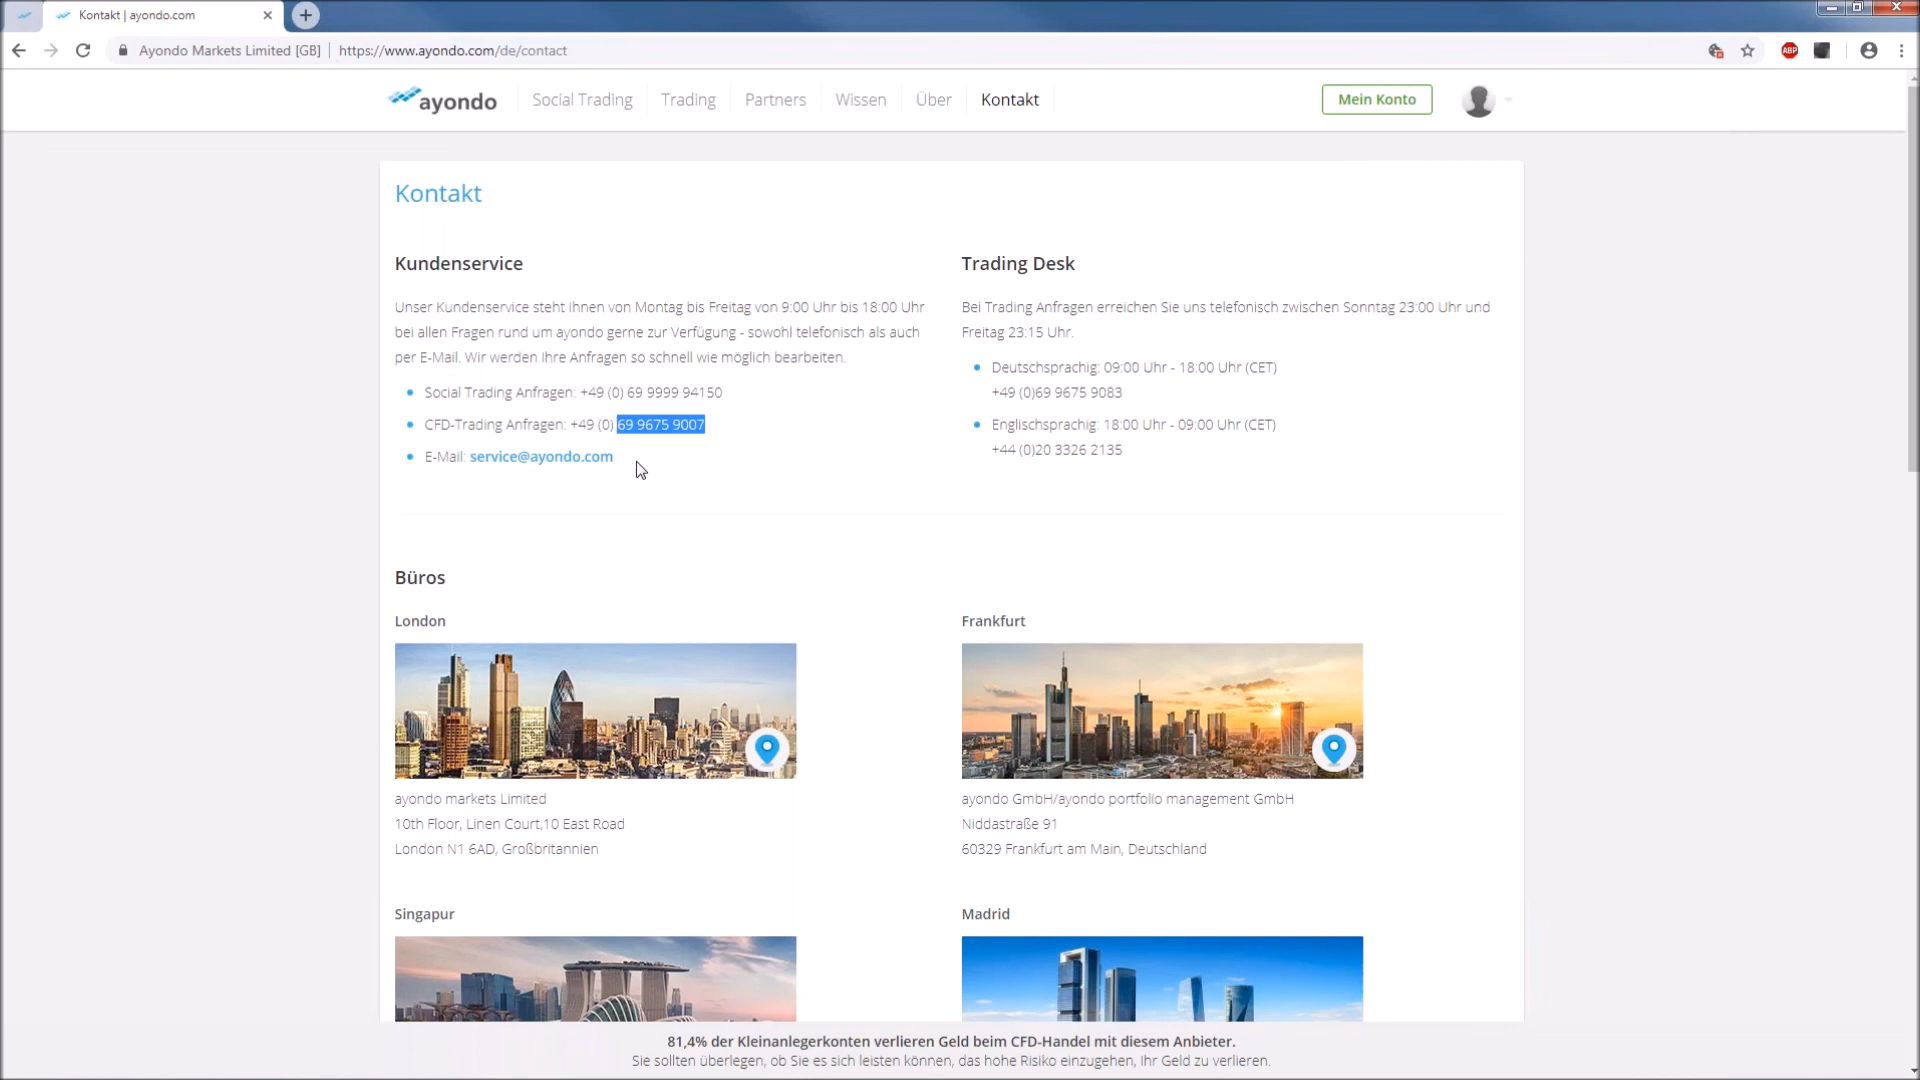 Kontakt | ayondo.com
Ayondo Markets Limited [GB] | https://www.ayondo.com/de/contact
ABP
ayondo
Social Trading
Trading
Partners
Wissen
Über
Kontakt
Mein Konto
Kontakt
Kundenservice
Unser Kundenservice steht Ihnen von Montag bis Freitag von 9:00 Uhr bis 18:00 Uhr
bei allen Fragen rund um ayondo gerne zur Verfügung - sowohl telefonisch als auch
per E-Mail. Wir werden Ihre Anfragen so schnell wie möglich bearbeiten.
Social Trading Anfragen: +49 (0) 69 9999 94150
CFD-Trading Anfragen: +49 (0) 69 9675 9007
E-Mail: service@ayondo.com
Trading Desk
Bei Trading Anfragen erreichen Sie uns telefonisch zwischen Sonntag 23:00 Uhr und
Freitag 23:15 Uhr.
Deutschsprachig: 09:00 Uhr - 18:00 Uhr (CET)
+49 (0)69 9675 9083
Englischsprachig: 18:00 Uhr - 09:00 Uhr (CET)
+44 (0)20 3326 2135
Büros
London
ayondo markets Limited
10th Floor, Linen Court,10 East Road
London N1 6AD, Großbritannien
Frankfurt
ayondo GmbH/ayondo portfolio management GmbH
Niddastraße 91
60329 Frankfurt am Main, Deutschland
Singapur
Madrid
81,4% der Kleinanlegerkonten verlieren Geld beim CFD-Handel mit diesem Anbieter.
Sie sollten überlegen, ob Sie es sich leisten können, das hohe Risiko einzugehen, Ihr Geld zu verlieren.